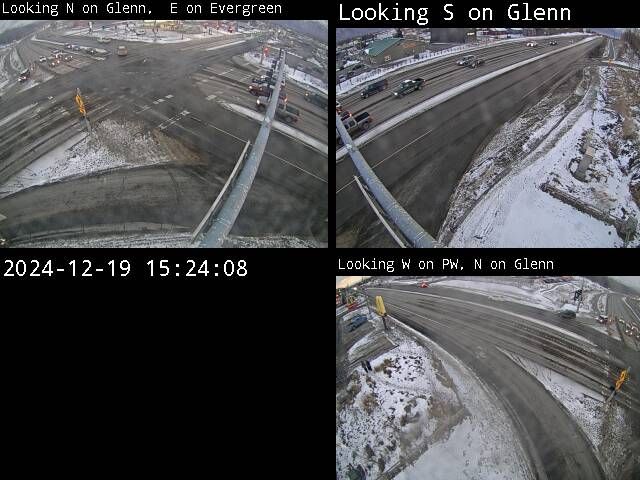 Looking N on Glenn,  E on Evergreen
Looking S on Glenn
2024-12-19 15:24:08
Looking W on PW, N on Glenn